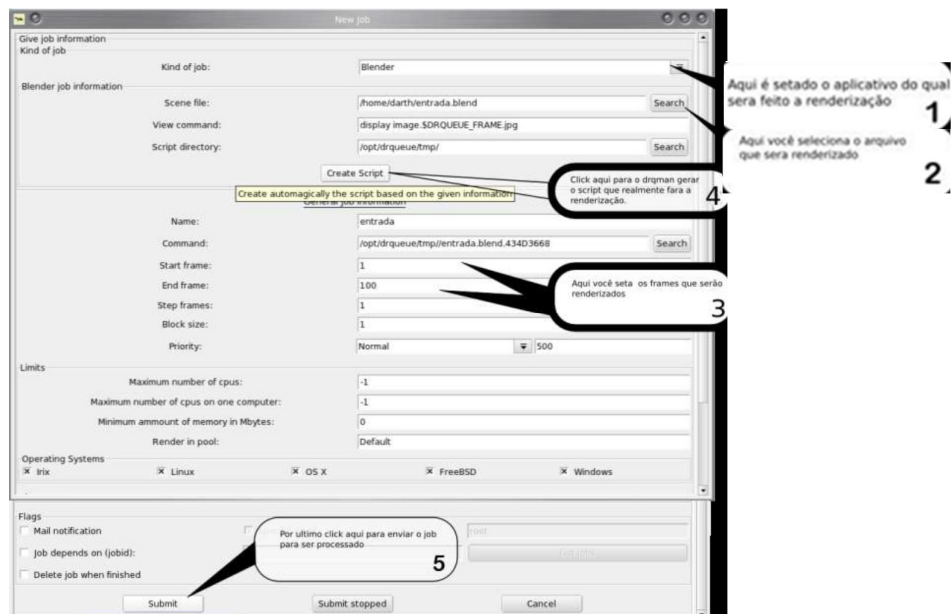 New Job
Give job information
Kind of job
Kind of job: Blender
Aqui é setado o aplicativo do qual
sera feito a renderização
1
Blender job information
Scene file: /home/darth/entrada.blend Search
View command: display image.$DRQUEUE_FRAME.jpg
Script directory: /opt/drqueue/tmp/ Search
Aqui você seleciona o arquivo
que sera renderizado
2
Create Script
Click aqui para o drqman gerar
o script que realmente fara a
renderização.
4
Create automagically the script based on the given information
General job information
Name: entrada
Command: /opt/drqueue/tmp//entrada.blend.434D3668 Search
Start frame: 1
End frame: 100
Aqui você seta os frames que serão
renderizados
3
Step frames: 1
Block size: 1
Priority: Normal 500
Limits
Maximum number of cpus: -1
Maximum number of cpus on one computer: -1
Minimum ammount of memory in Mbytes: 0
Render in pool: Default
Operating Systems
Irix Linux OS X FreeBSD Windows
Flags
Mail notification root
Job depends on (jobid):
Por ultimo click aqui para enviar o job
para ser processado
5
Delete job when finished
Submit Submit stopped Cancel